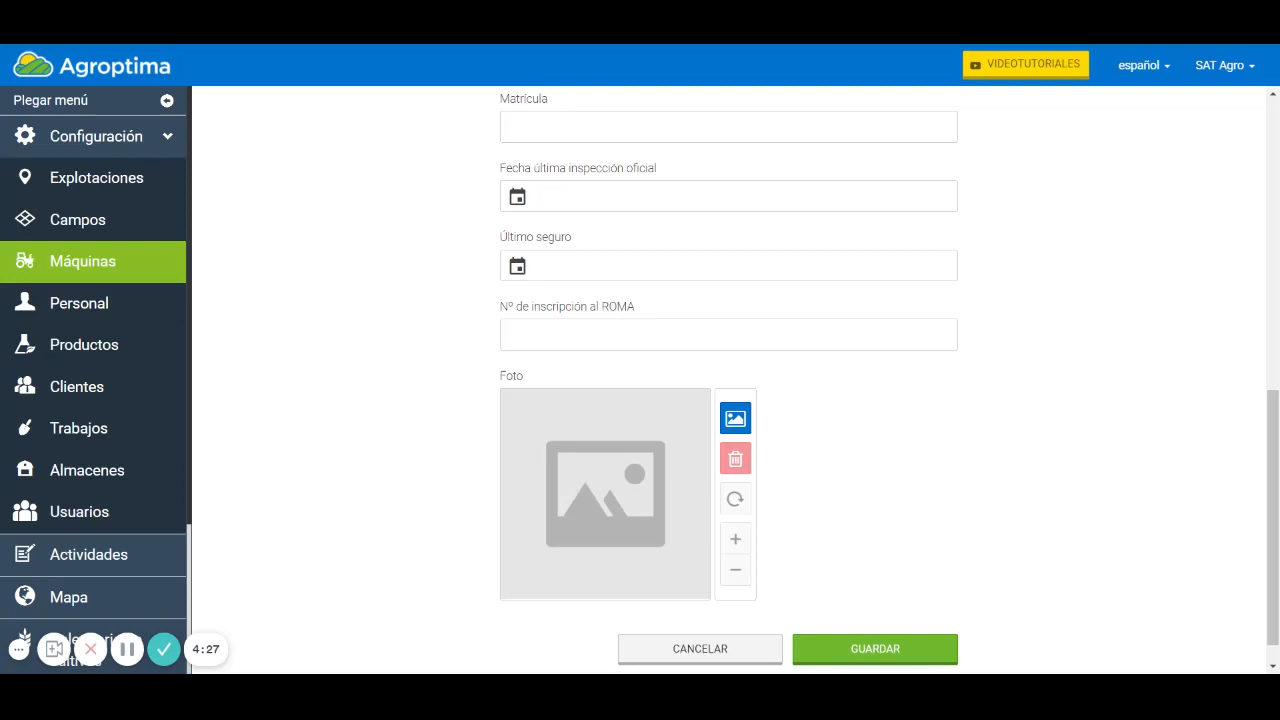 Agroptima
VIDEOTUTORIALES
español
SAT Agro
Plegar menú
Configuración
Explotaciones
Campos
Máquinas
Personal
Productos
Clientes
Trabajos
Almacenes
Usuarios
Actividades
Mapa
4:27
Matrícula
Fecha última inspección oficial
Último seguro
Nº de inscripción al ROMA
Foto
CANCELAR
GUARDAR